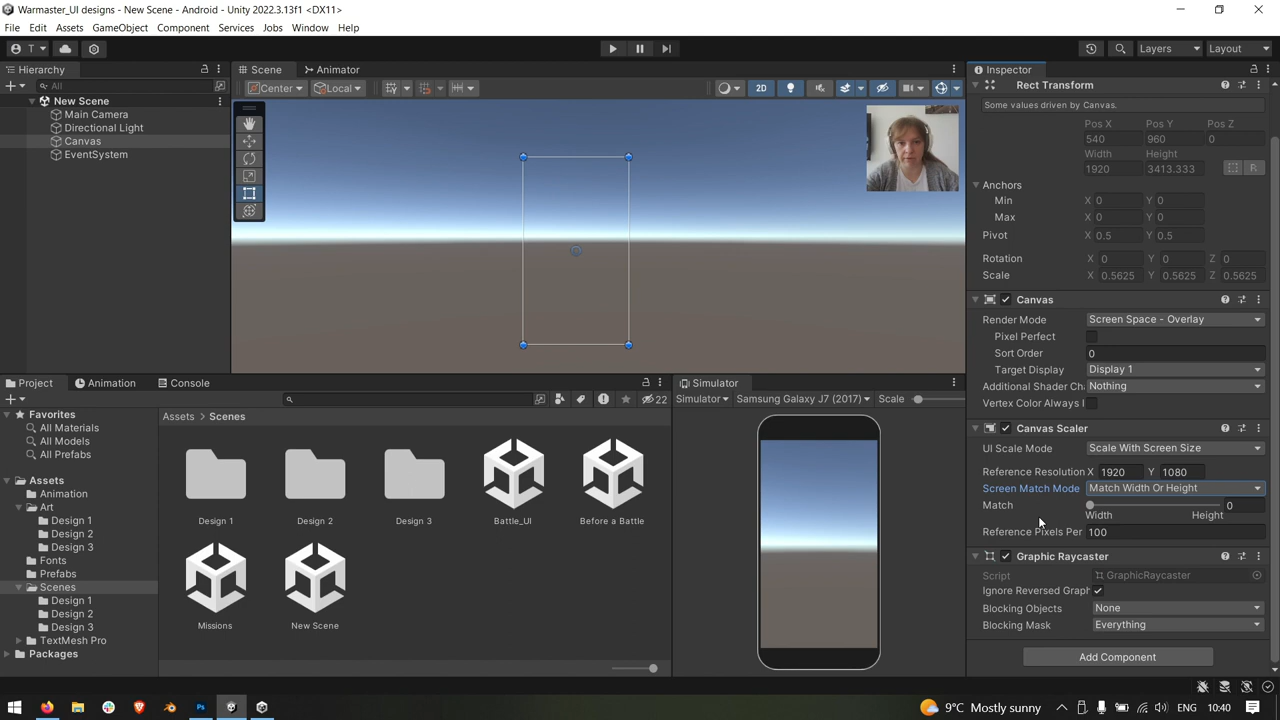 Warmaster_UI designs - New Scene - Android - Unity 2022.3.13f1 <DX11>
File Edit Assets GameObject Component Services Jobs Window Help
T Layers Layout
Hierarchy
All
New Scene
Main Camera
Directional Light
Canvas
EventSystem
Scene Animator
Center Local 2D
Inspector
Rect Transform
Some values driven by Canvas.
Pos X Pos Y Pos Z
540 960 0
Width Height
1920 3413.333 R
Anchors
Min X 0 Y 0
Max X 0 Y 0
Pivot X 0.5 Y 0.5
Rotation X 0 Y 0 Z 0
Scale X 0.5625 Y 0.5625 Z 0.5625
Canvas
Render Mode Screen Space - Overlay
Pixel Perfect
Sort Order 0
Target Display Display 1
Additional Shader Cha Nothing
Vertex Color Always I
Canvas Scaler
UI Scale Mode Scale With Screen Size
Reference Resolution X 1920 Y 1080
Screen Match Mode Match Width Or Height
Match 0
Width Height
Reference Pixels Per 100
Graphic Raycaster
Script GraphicRaycaster
Ignore Reversed Graph
Blocking Objects None
Blocking Mask Everything
Add Component
Project Animation Console
22
Favorites
All Materials
All Models
All Prefabs
Assets
Animation
Art
Design 1
Design 2
Design 3
Fonts
Prefabs
Scenes
Design 1
Design 2
Design 3
TextMesh Pro
Packages
Assets > Scenes
Design 1 Design 2 Design 3 Battle_UI Before a Battle
Missions New Scene
Simulator
Simulator Samsung Galaxy J7 (2017) Scale
Ps 9°C Mostly sunny ENG 10:40